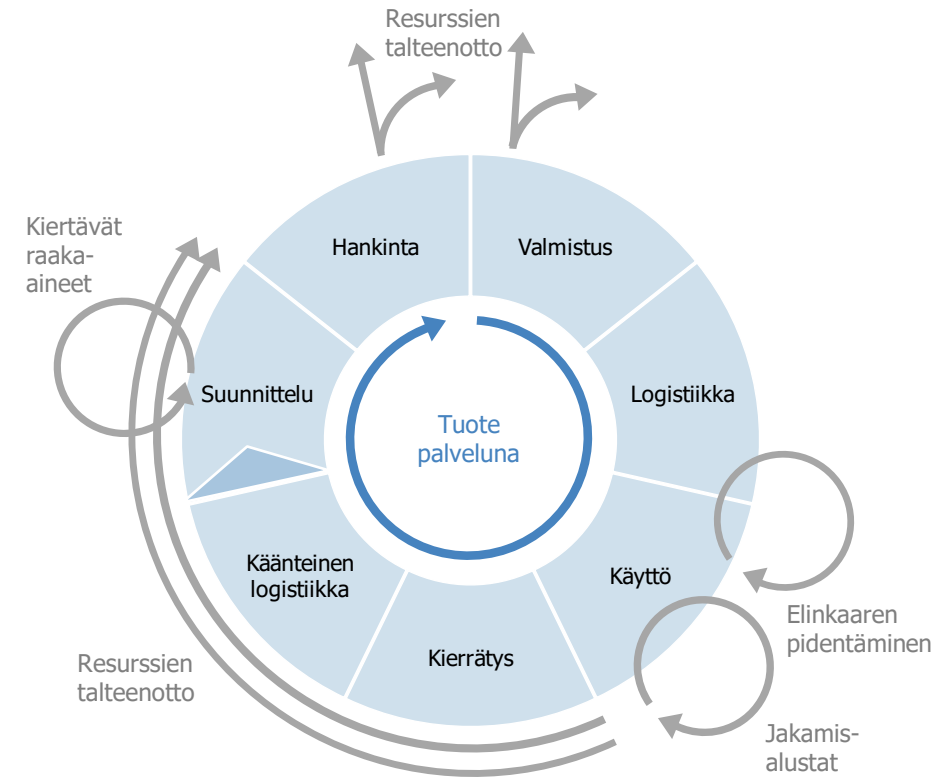 Resurssien
talteenotto
Kiertävät
raaka-
aineet
Hankinta
Valmistus
Suunnittelu
Logistiikka
Tuote
palveluna
Käänteinen
logistiikka
Käyttö
Kierrätys
Elinkaaren
pidentäminen
Resurssien
talteenotto
Jakamis-
alustat